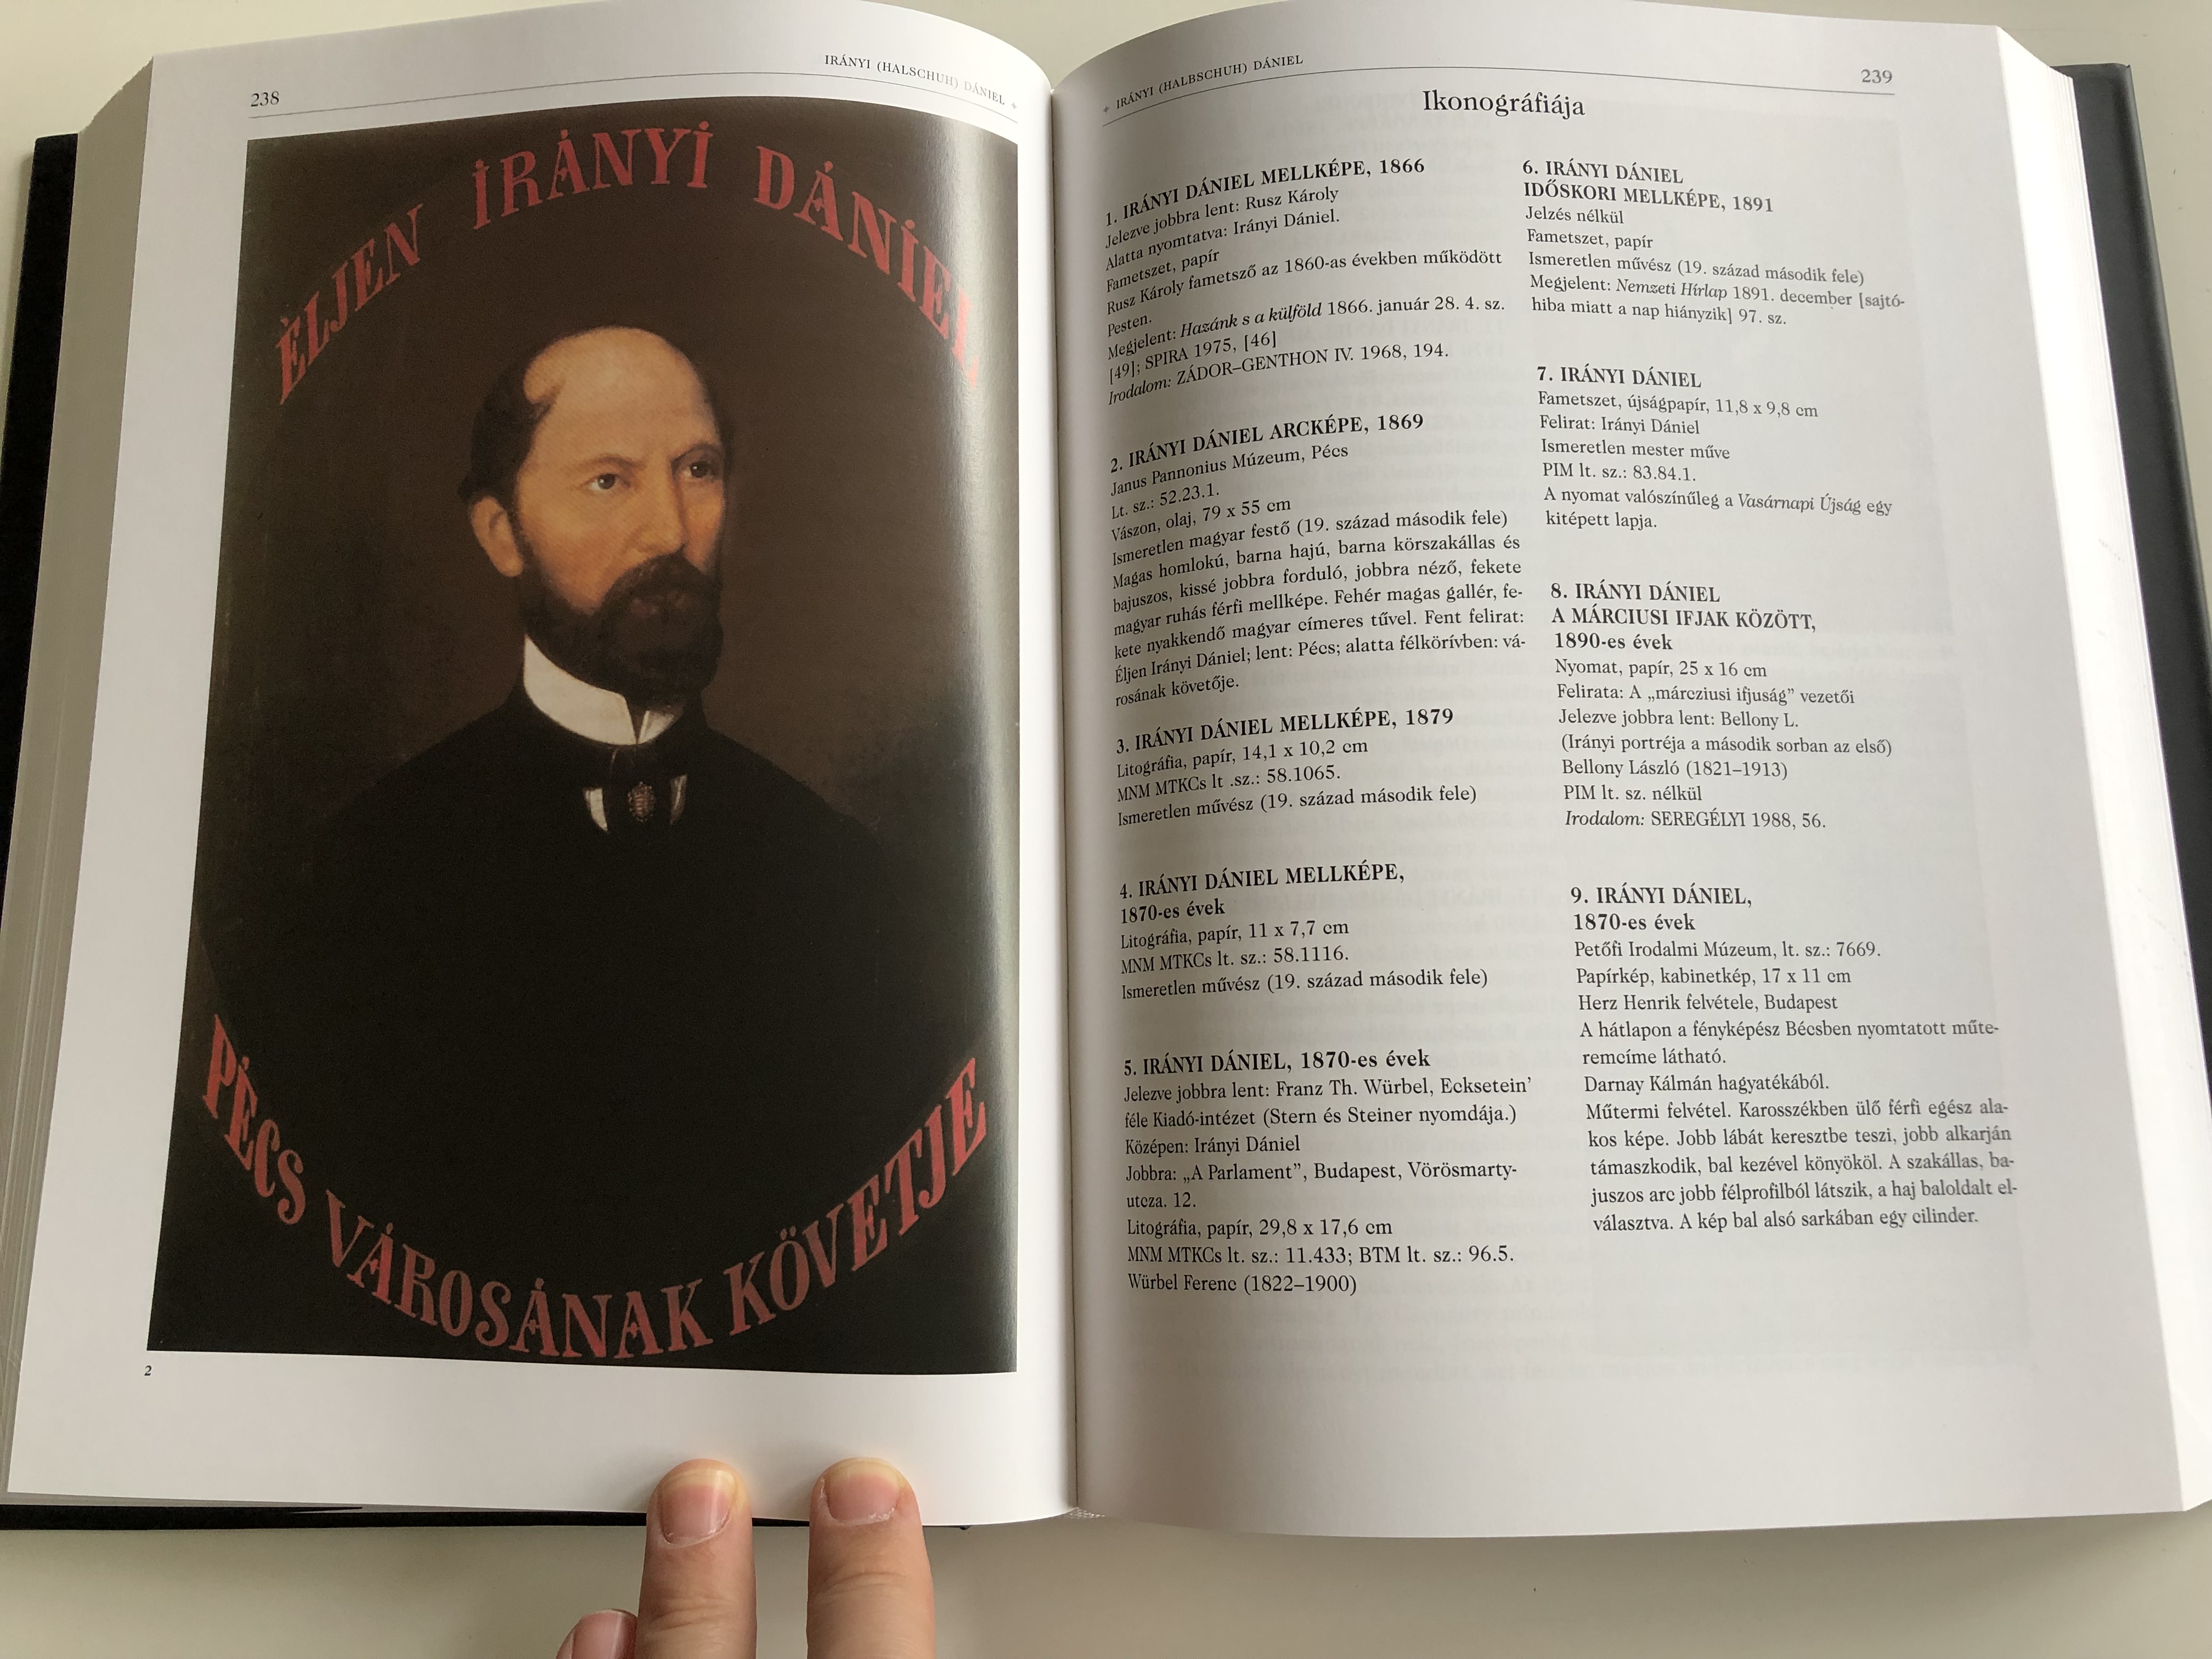 238
IRÁNYI (HALSCHUH) DÁNIEL
ÉLJEN IRÁNYI DÁNIEL
PÉCS VÁROSÁNAK KÖVETJE
2
IRÁNYI (HALBSCHUH) DÁNIEL
239
Ikonográfiája
1. IRÁNYI DÁNIEL MELLKÉPE, 1866
Jelezve jobbra lent: Rusz Károly
Alatta nyomtatva: Irányi Dániel.
Fametszet, papír
Rusz Károly fametsző az 1860-as években működött
Pesten.
Megjelent: Hazánk s a külföld 1866. január 28. 4. sz.
[49]; SPIRA 1975, [46]
Irodalom: ZÁDOR–GENTHON IV. 1968, 194.
2. IRÁNYI DÁNIEL ARCKÉPE, 1869
Janus Pannonius Múzeum, Pécs
Lt. sz.: 52.23.1.
Vászon, olaj, 79 x 55 cm
Ismeretlen magyar festő (19. század második fele)
Magas homlokú, barna hajú, barna körszakállas és
bajuszos, kissé jobbra forduló, jobbra néző, fekete
magyar ruhás férfi mellképe. Fehér magas gallér, fe-
kete nyakkendő magyar címeres tűvel. Fent felirat:
Éljen Irányi Dániel; lent: Pécs; alatta félkörívben: vá-
rosának követője.
3. IRÁNYI DÁNIEL MELLKÉPE, 1879
Litográfia, papír, 14,1 x 10,2 cm
MNM MTKCs lt .sz.: 58.1065.
Ismeretlen művész (19. század második fele)
4. IRÁNYI DÁNIEL MELLKÉPE,
1870-es évek
Litográfia, papír, 11 x 7,7 cm
MNM MTKCs lt. sz.: 58.1116.
Ismeretlen művész (19. század második fele)
5. IRÁNYI DÁNIEL, 1870-es évek
Jelezve jobbra lent: Franz Th. Würbel, Ecksetein’
féle Kiadó-intézet (Stern és Steiner nyomdája.)
Középen: Irányi Dániel
Jobbra: „A Parlament”, Budapest, Vörösmarty-
utcza. 12.
Litográfia, papír, 29,8 x 17,6 cm
MNM MTKCs lt. sz.: 11.433; BTM lt. sz.: 96.5.
Würbel Ferenc (1822–1900)
6. IRÁNYI DÁNIEL
IDŐSKORI MELLKÉPE, 1891
Jelzés nélkül
Fametszet, papír
Ismeretlen művész (19. század második fele)
Megjelent: Nemzeti Hírlap 1891. december [sajtó-
hiba miatt a nap hiányzik] 97. sz.
7. IRÁNYI DÁNIEL
Fametszet, újságpapír, 11,8 x 9,8 cm
Felirat: Irányi Dániel
Ismeretlen mester műve
PIM lt. sz.: 83.84.1.
A nyomat valószínűleg a Vasárnapi Újság egy
kitépett lapja.
8. IRÁNYI DÁNIEL
A MÁRCIUSI IFJAK KÖZÖTT,
1890-es évek
Nyomat, papír, 25 x 16 cm
Felirata: A „márcziusi ifjuság” vezetői
Jelezve jobbra lent: Bellony L.
(Irányi portréja a második sorban az első)
Bellony László (1821–1913)
PIM lt. sz. nélkül
Irodalom: SEREGÉLYI 1988, 56.
9. IRÁNYI DÁNIEL,
1870-es évek
Petőfi Irodalmi Múzeum, lt. sz.: 7669.
Papírkép, kabinetkép, 17 x 11 cm
Herz Henrik felvétele, Budapest
A hátlapon a fényképész Bécsben nyomtatott műte-
remcíme látható.
Darnay Kálmán hagyatékából.
Műtermi felvétel. Karosszékben ülő férfi egész ala-
kos képe. Jobb lábát keresztbe teszi, jobb alkarján
támaszkodik, bal kezével könyököl. A szakállas, ba-
juszos arc jobb félprofilból látszik, a haj baloldalt el-
választva. A kép bal alsó sarkában egy cilinder.